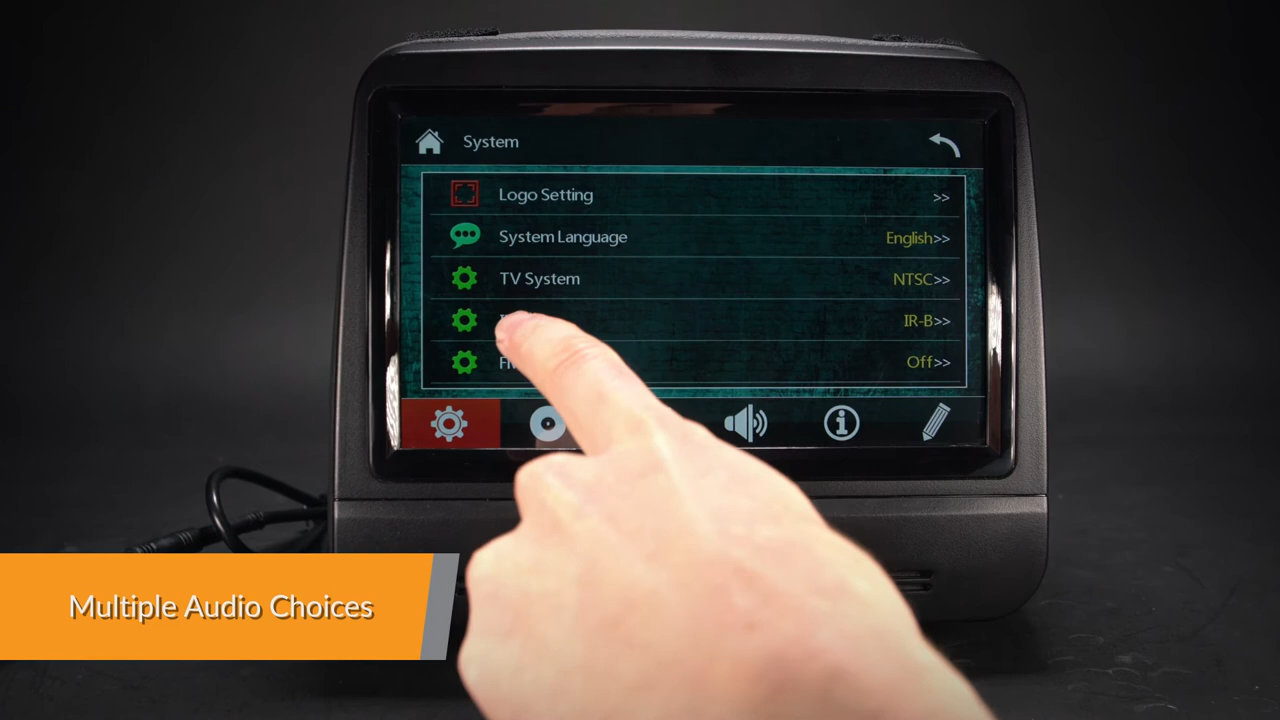 System
Logo Setting >>
System Language English>>
TV System NTSC>>
IR-B>>
Off>>
Multiple Audio Choices